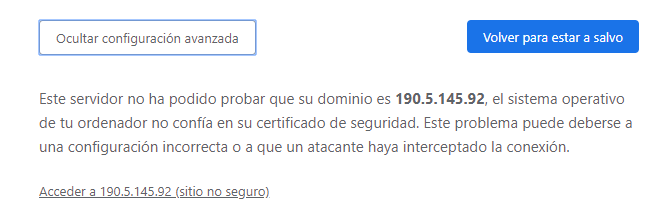 Ocultar configuración avanzada
Volver para estar a salvo
Este servidor no ha podido probar que su dominio es 190.5.145.92, el sistema operativo
de tu ordenador no confía en su certificado de seguridad. Este problema puede deberse a
una configuración incorrecta o a que un atacante haya interceptado la conexión.
Acceder a 190.5.145.92 (sitio no seguro)